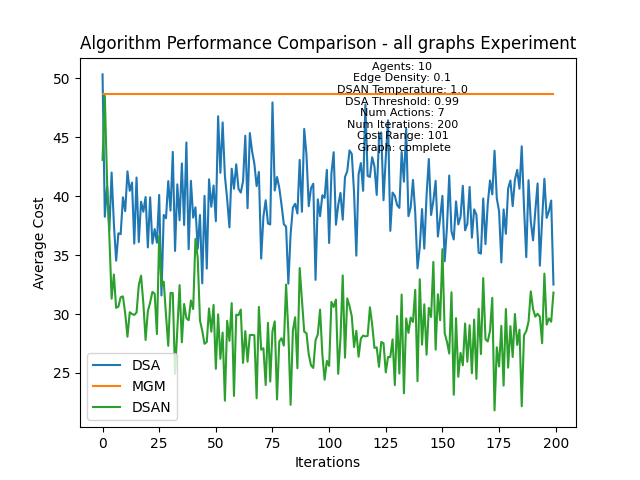 Algorithm Performance Comparison - all graphs Experiment
Agents: 10
Edge Density: 0.1
DSAN Temperature: 1.0
DSA Threshold: 0.99
Num Actions: 7
Num Iterations: 200
Cost Range: 101
Graph: complete
Average Cost
50
45
40
35
30
25
DSA
MGM
DSAN
0 25 50 75 100 125 150 175 200
Iterations